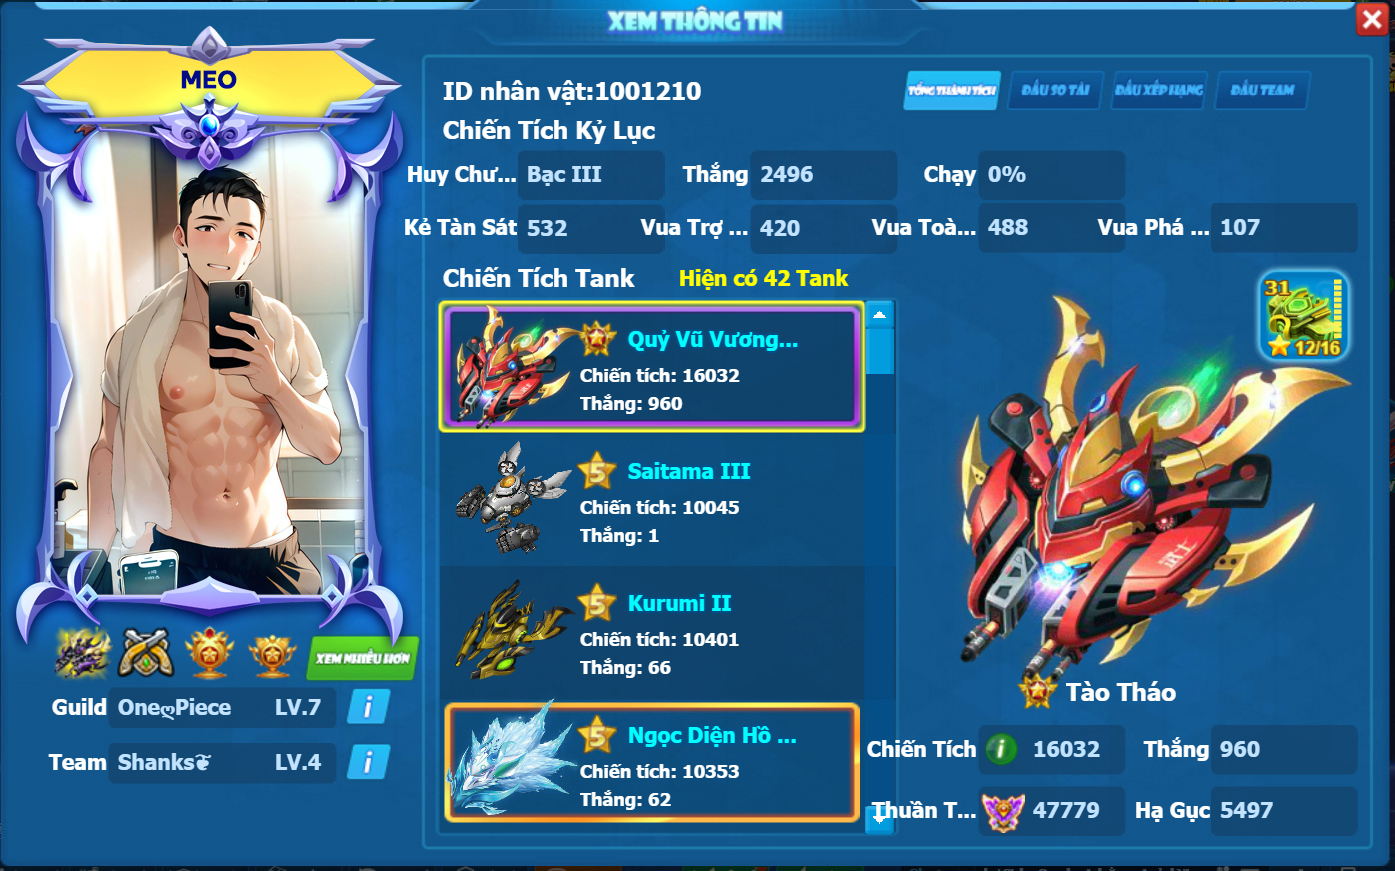 XEM THÔNG TIN
MEO
ID nhân vật:1001210
TỔNG THÀNH TÍCH
ĐẤU SO TÀI
ĐẤU XẾP HẠNG
ĐẤU TEAM
Chiến Tích Kỷ Lục
Huy Chư... Bạc III
Thắng 2496
Chạy 0%
Kẻ Tàn Sát 532
Vua Trợ ... 420
Vua Toà... 488
Vua Phá ... 107
Chiến Tích Tank
Hiện có 42 Tank
Quỷ Vũ Vương...
Chiến tích: 16032
Thắng: 960
5 Saitama III
Chiến tích: 10045
Thắng: 1
5 Kurumi II
Chiến tích: 10401
Thắng: 66
5 Ngọc Diện Hồ ...
Chiến tích: 10353
Thắng: 62
31
12/16
Tào Tháo
Chiến Tích 16032
Thắng 960
Thuần T... 47779
Hạ Gục 5497
XEM NHIỀU HƠN
Guild OneღPiece LV.7
Team Shanks LV.4